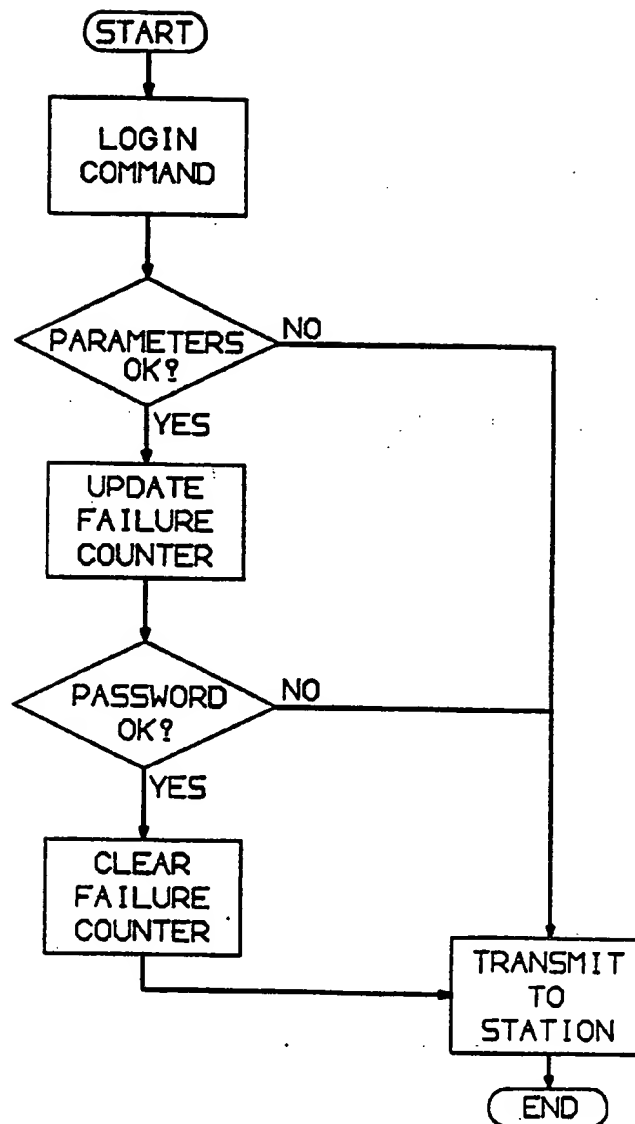 START
LOGIN
COMMAND
PARAMETERS
OK?
NO
YES
UPDATE
FAILURE
COUNTER
PASSWORD
OK?
NO
YES
CLEAR
FAILURE
COUNTER
TRANSMIT
TO
STATION
END